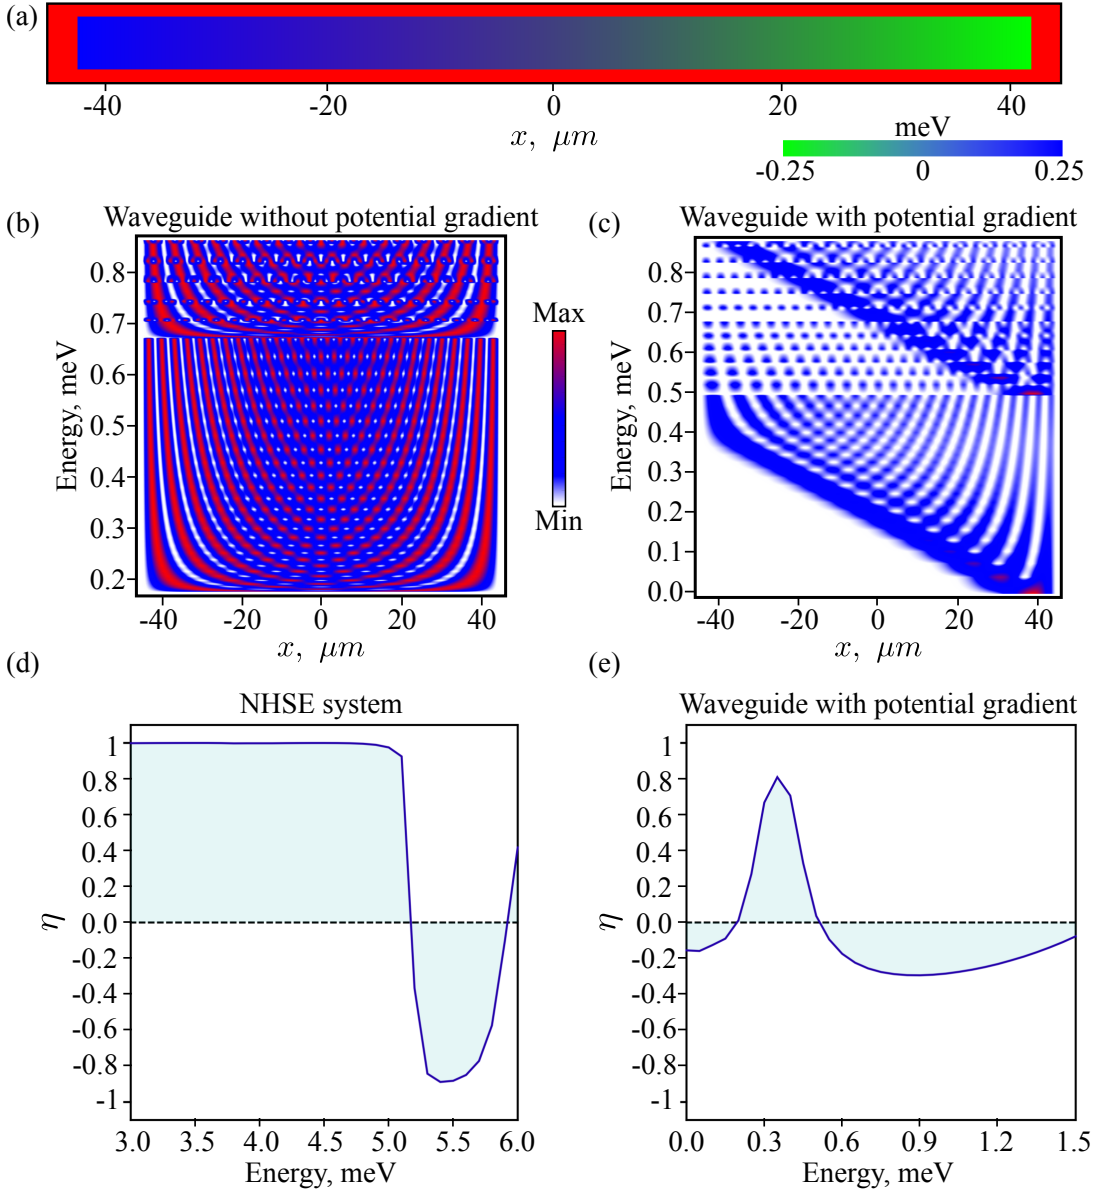 (a)
-40 -20 0 20 40
x, μm
meV
-0.25 0 0.25
(b) Waveguide without potential gradient
0.8
0.7
0.6
0.5
0.4
0.3
0.2
Energy, meV
-40 -20 0 20 40
x, μm
Max
Min
(c) Waveguide with potential gradient
0.8
0.7
0.6
0.5
0.4
0.3
0.2
0.1
0.0
Energy, meV
-40 -20 0 20 40
x, μm
(d)
NHSE system
1
0.8
0.6
0.4
0.2
0.0
-0.2
-0.4
-0.6
-0.8
-1
η
3.0 3.5 4.0 4.5 5.0 5.5 6.0
Energy, meV
(e)
Waveguide with potential gradient
1
0.8
0.6
0.4
0.2
0.0
-0.2
-0.4
-0.6
-0.8
-1
η
0.0 0.3 0.6 0.9 1.2 1.5
Energy, meV